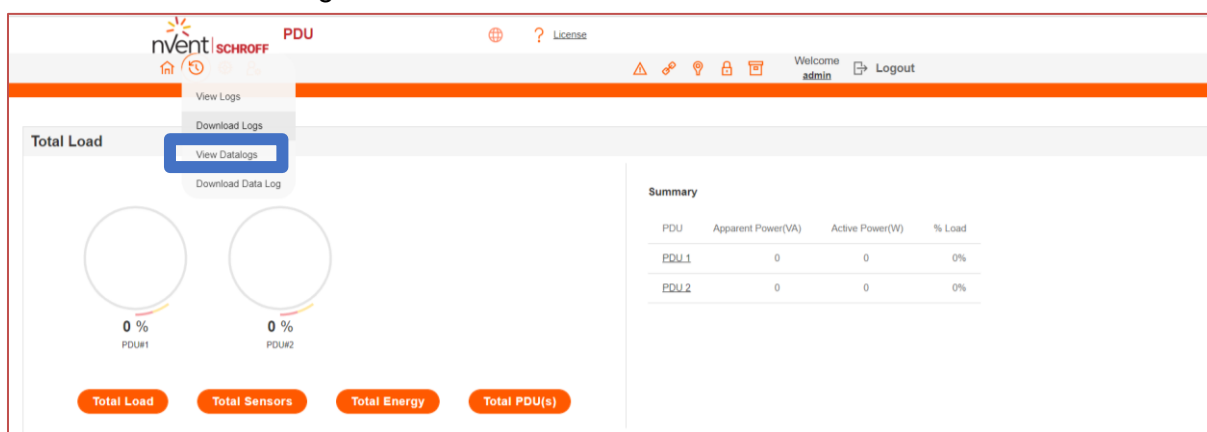 nvent SCHROFF PDU ? License
Welcome
admin Logout
View Logs
Download Logs
View Datalogs
Download Data Log
Total Load
0 %
PDU#1
0 %
PDU#2
Total Load Total Sensors Total Energy Total PDU(s)
Summary
PDU Apparent Power(VA) Active Power(W) % Load
PDU 1 0 0 0%
PDU 2 0 0 0%